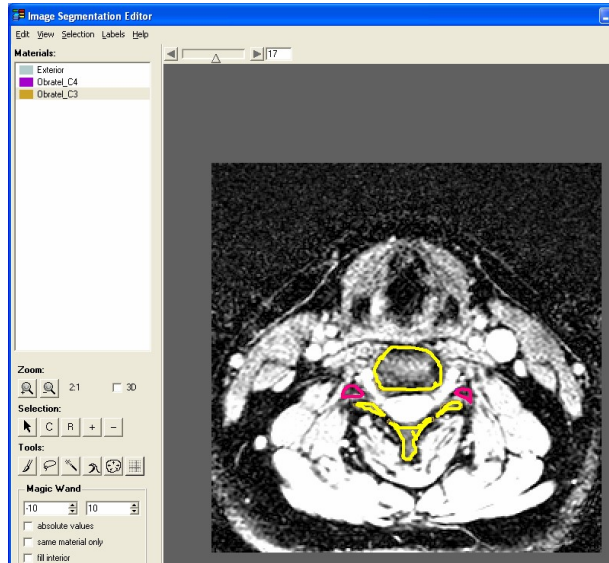 Image Segmentation Editor
Edit View Selection Labels Help
Materials:
17
Exterior
Obratel_C4
Obratel_C3
Zoom:
2:1 3D
Selection:
C R + −
Tools:
Magic Wand
-10 10
absolute values
same material only
fill interior